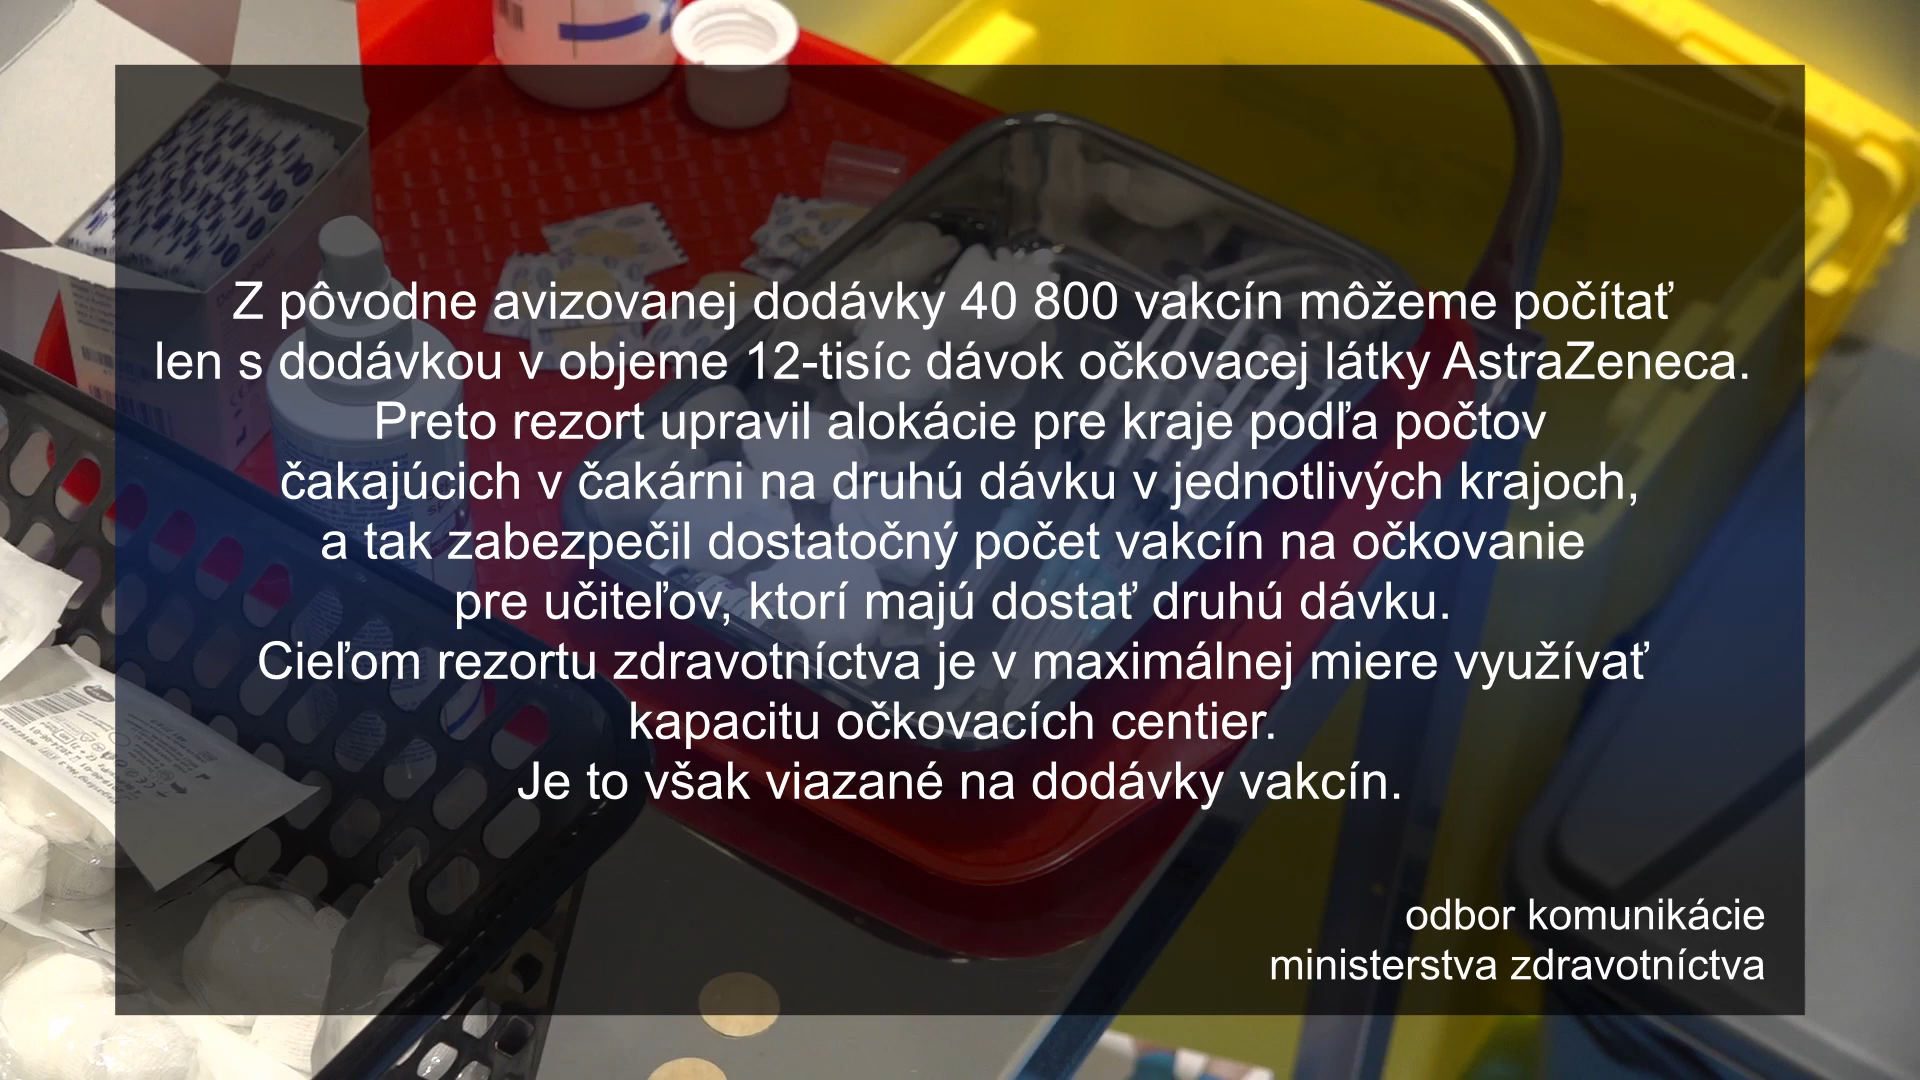 Z pôvodne avizovanej dodávky 40 800 vakcín môžeme počítať
len s dodávkou v objeme 12-tisíc dávok očkovacej látky AstraZeneca.
Preto rezort upravil alokácie pre kraje podľa počtov
čakajúcich v čakárni na druhú dávku v jednotlivých krajoch,
a tak zabezpečil dostatočný počet vakcín na očkovanie
pre učiteľov, ktorí majú dostať druhú dávku.
Cieľom rezortu zdravotníctva je v maximálnej miere využívať
kapacitu očkovacích centier.
Je to však viazané na dodávky vakcín.
odbor komunikácie
ministerstva zdravotníctva